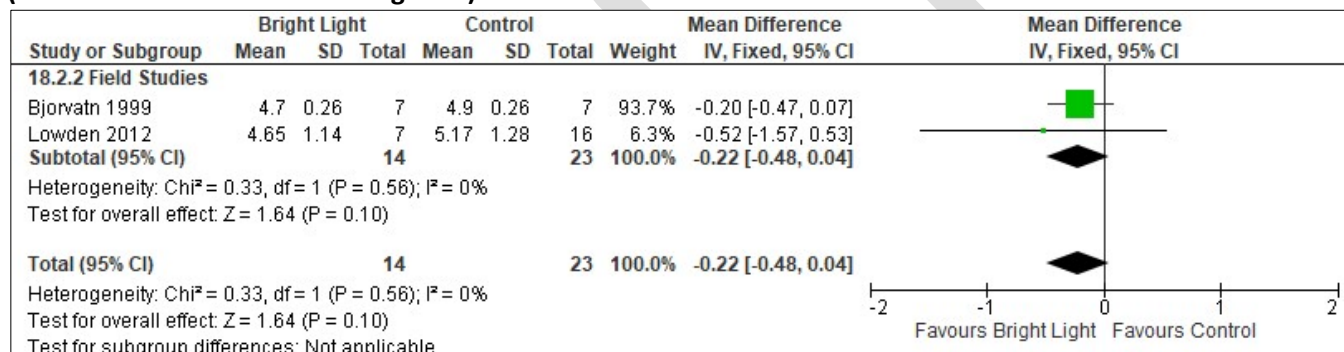 Bright Light Control Mean Difference Mean Difference
Study or Subgroup Mean SD Total Mean SD Total Weight IV, Fixed, 95% CI IV, Fixed, 95% CI
18.2.2 Field Studies
Bjorvatn 1999 4.7 0.26 7 4.9 0.26 7 93.7% -0.20 [-0.47, 0.07]
Lowden 2012 4.65 1.14 7 5.17 1.28 16 6.3% -0.52 [-1.57, 0.53]
Subtotal (95% CI) 14 23 100.0% -0.22 [-0.48, 0.04]
Heterogeneity: Chi² = 0.33, df = 1 (P = 0.56); I² = 0%
Test for overall effect: Z = 1.64 (P = 0.10)
Total (95% CI) 14 23 100.0% -0.22 [-0.48, 0.04]
Heterogeneity: Chi² = 0.33, df = 1 (P = 0.56); I² = 0%
Test for overall effect: Z = 1.64 (P = 0.10)
Test for subgroup differences: Not applicable
-2 -1 0 1 2
Favours Bright Light Favours Control